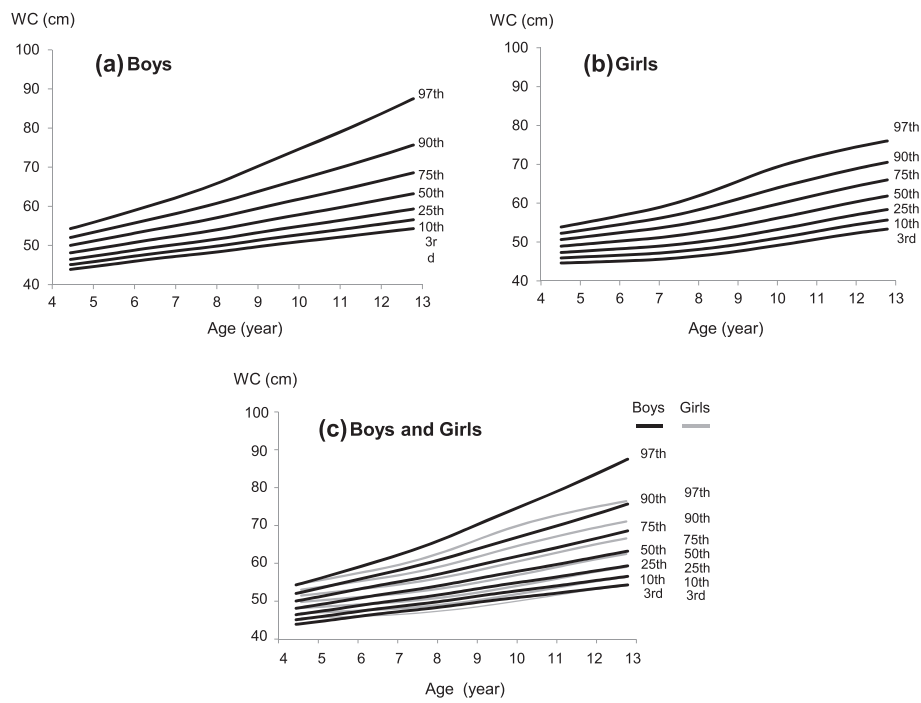 WC (cm)
100
90
80
70
60
50
40
(a) Boys
97th
90th
75th
50th
25th
10th
3r
d
4 5 6 7 8 9 10 11 12 13
Age (year)
WC (cm)
100
90
80
70
60
50
40
(b) Girls
97th
90th
75th
50th
25th
10th
3rd
4 5 6 7 8 9 10 11 12 13
Age (year)
WC (cm)
100
90
80
70
60
50
40
(c) Boys and Girls
Boys Girls
97th
90th
75th
50th
25th
10th
3rd
97th
90th
75th
50th
25th
10th
3rd
4 5 6 7 8 9 10 11 12 13
Age (year)